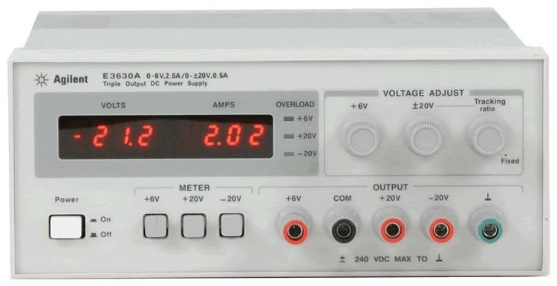 Agilent E3630A 0-6V,2.5A/0-±20V,0.5A
Triple Output DC Power Supply
VOLTS AMPS OVERLOAD
-21.2 2.02
+6V
+20V
-20V
VOLTAGE ADJUST
+6V ±20V Tracking
ratio
Fixed
Power
On
Off
METER
+6V +20V -20V
OUTPUT
+6V COM +20V -20V ⊥
± 240 VDC MAX TO ⊥